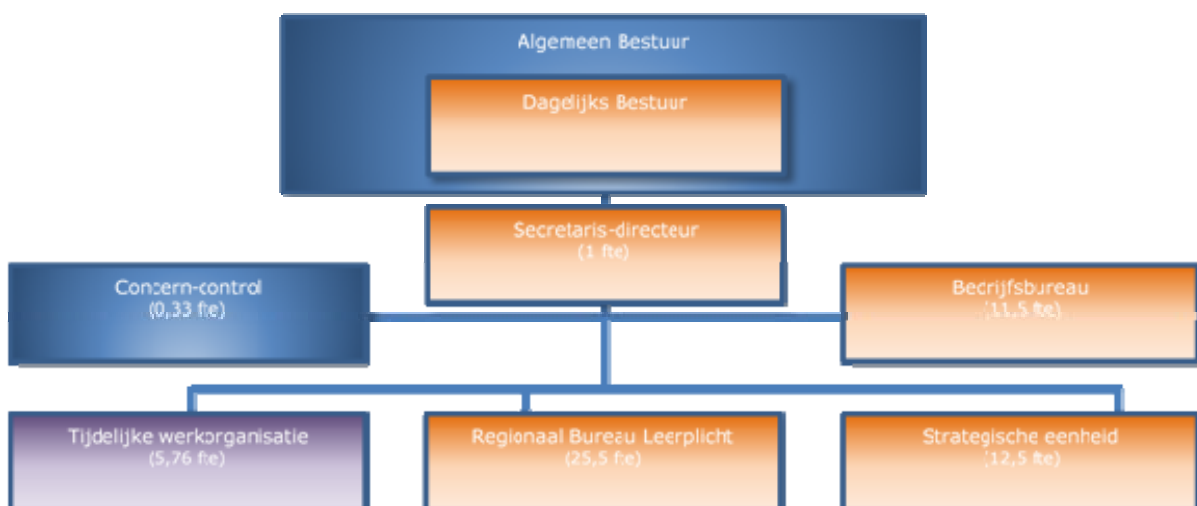 Algemeen Bestuur
Dagelijks Bestuur
Secretaris-directeur
(1 fte)
Concern-control
(0,33 fte)
Bedrijfsbureau
(11,5 fte)
Tijdelijke werkorganisatie
(5,76 fte)
Regionaal Bureau Leerplicht
(25,5 fte)
Strategische eenheid
(12,5 fte)